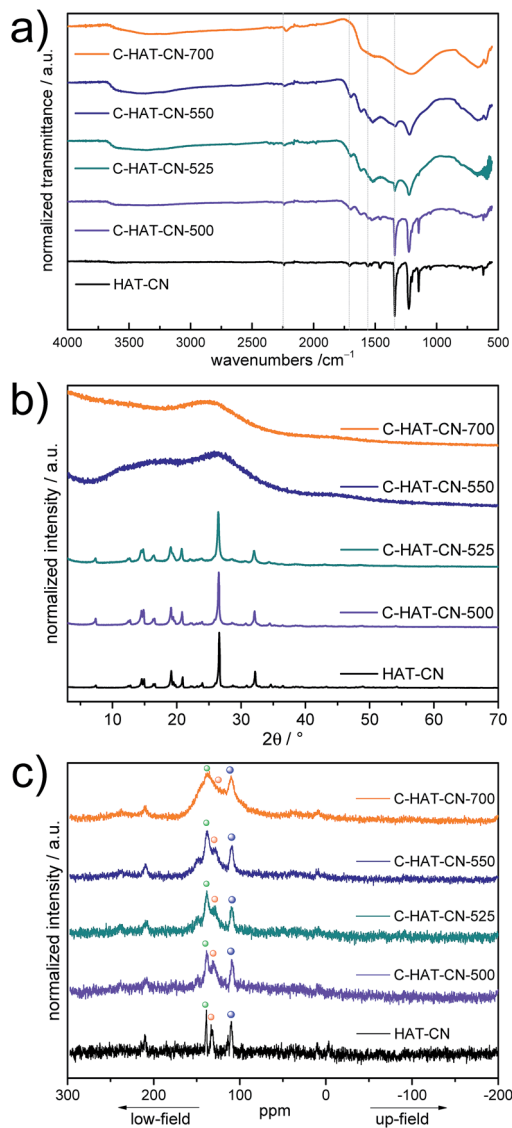 a)
normalized transmittance / a.u.
C-HAT-CN-700
C-HAT-CN-550
C-HAT-CN-525
C-HAT-CN-500
HAT-CN
4000 3500 3000 2500 2000 1500 1000 500
wavenumbers /cm⁻¹
b)
normalized intensity / a.u.
C-HAT-CN-700
C-HAT-CN-550
C-HAT-CN-525
C-HAT-CN-500
HAT-CN
10 20 30 40 50 60 70
2θ / °
c)
normalized intensity / a.u.
C-HAT-CN-700
C-HAT-CN-550
C-HAT-CN-525
C-HAT-CN-500
HAT-CN
300 200 100 0 -100 -200
low-field ppm up-field